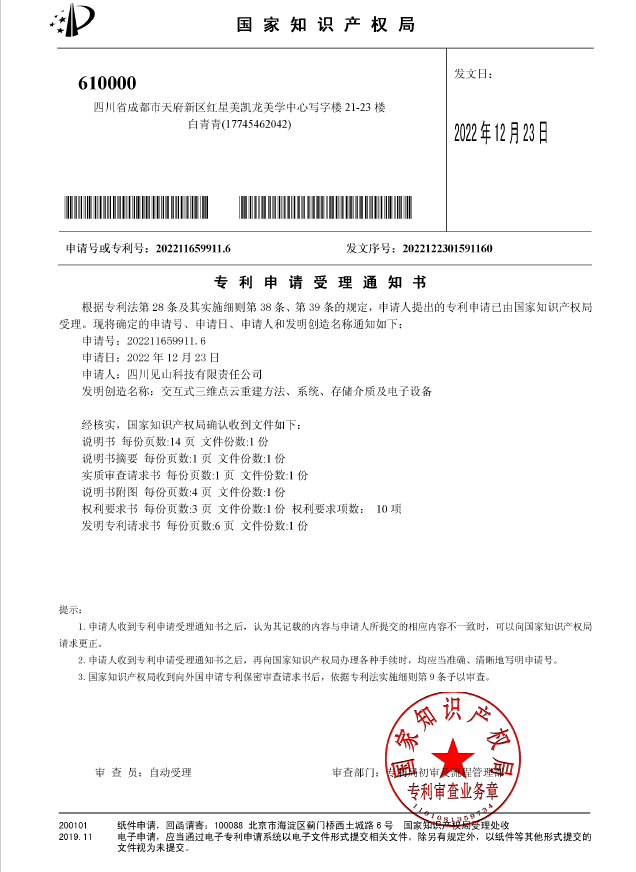 国家知识产权局
610000
四川省成都市天府新区红星美凯龙美学中心写字楼 21-23 楼
白青青(17745462042)
发文日：
2022 年 12 月 23 日
申请号或专利号：202211659911.6
发文序号：2022122301591160
专利申请受理通知书
根据专利法第 28 条及其实施细则第 38 条、第 39 条的规定，申请人提出的专利申请已由国家知识产权局
受理。现将确定的申请号、申请日、申请人和发明创造名称通知如下：
申请号：202211659911.6
申请日：2022 年 12 月 23 日
申请人：四川见山科技有限责任公司
发明创造名称：交互式三维点云重建方法、系统、存储介质及电子设备
经核实，国家知识产权局确认收到文件如下：
说明书 每份页数:14 页 文件份数:1 份
说明书摘要 每份页数:1 页 文件份数:1 份
实质审查请求书 每份页数:1 页 文件份数:1 份
说明书附图 每份页数:4 页 文件份数:1 份
权利要求书 每份页数:3 页 文件份数:1 份 权利要求项数： 10 项
发明专利请求书 每份页数:6 页 文件份数:1 份
提示：
1. 申请人收到专利申请受理通知书之后，认为其记载的内容与申请人所提交的相应内容不一致时，可以向国家知识产权局
请求更正。
2. 申请人收到专利申请受理通知书之后，再向国家知识产权局办理各种手续时，均应当准确、清晰地写明申请号。
3. 国家知识产权局收到向外国申请专利保密审查请求书后，依据专利法实施细则第 9 条予以审查。
审 查 员：自动受理
审查部门：专利局初审及流程管理部
国家知识产权局
专利审查业务章
200101
2019.11
纸件申请，回函请寄：100088 北京市海淀区蓟门桥西土城路 6 号 国家知识产权局受理处收
电子申请，应当通过电子专利申请系统以电子文件形式提交相关文件。除另有规定外，以纸件等其他形式提交的
文件视为未提交。